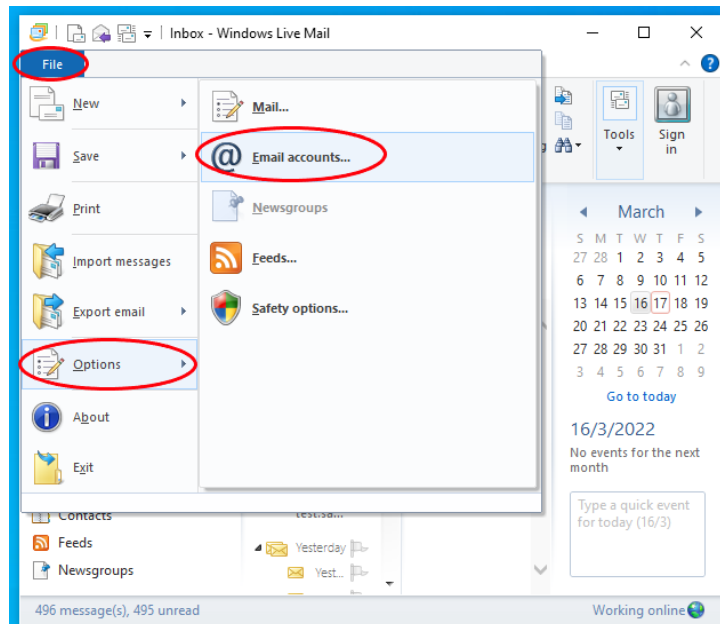 Inbox - Windows Live Mail
File
New
Save
Print
Import messages
Export email
Options
About
Exit
Mail...
Email accounts...
Newsgroups
Feeds...
Safety options...
Tools
Sign
in
March
S M T W T F S
27 28 1 2 3 4 5
6 7 8 9 10 11 12
13 14 15 16 17 18 19
20 21 22 23 24 25 26
27 28 29 30 31 1 2
3 4 5 6 7 8 9
Go to today
16/3/2022
No events for the next
month
Type a quick event
for today (16/3)
Contacts
Feeds
Newsgroups
Yesterday
Yest...
496 message(s), 495 unread
Working online